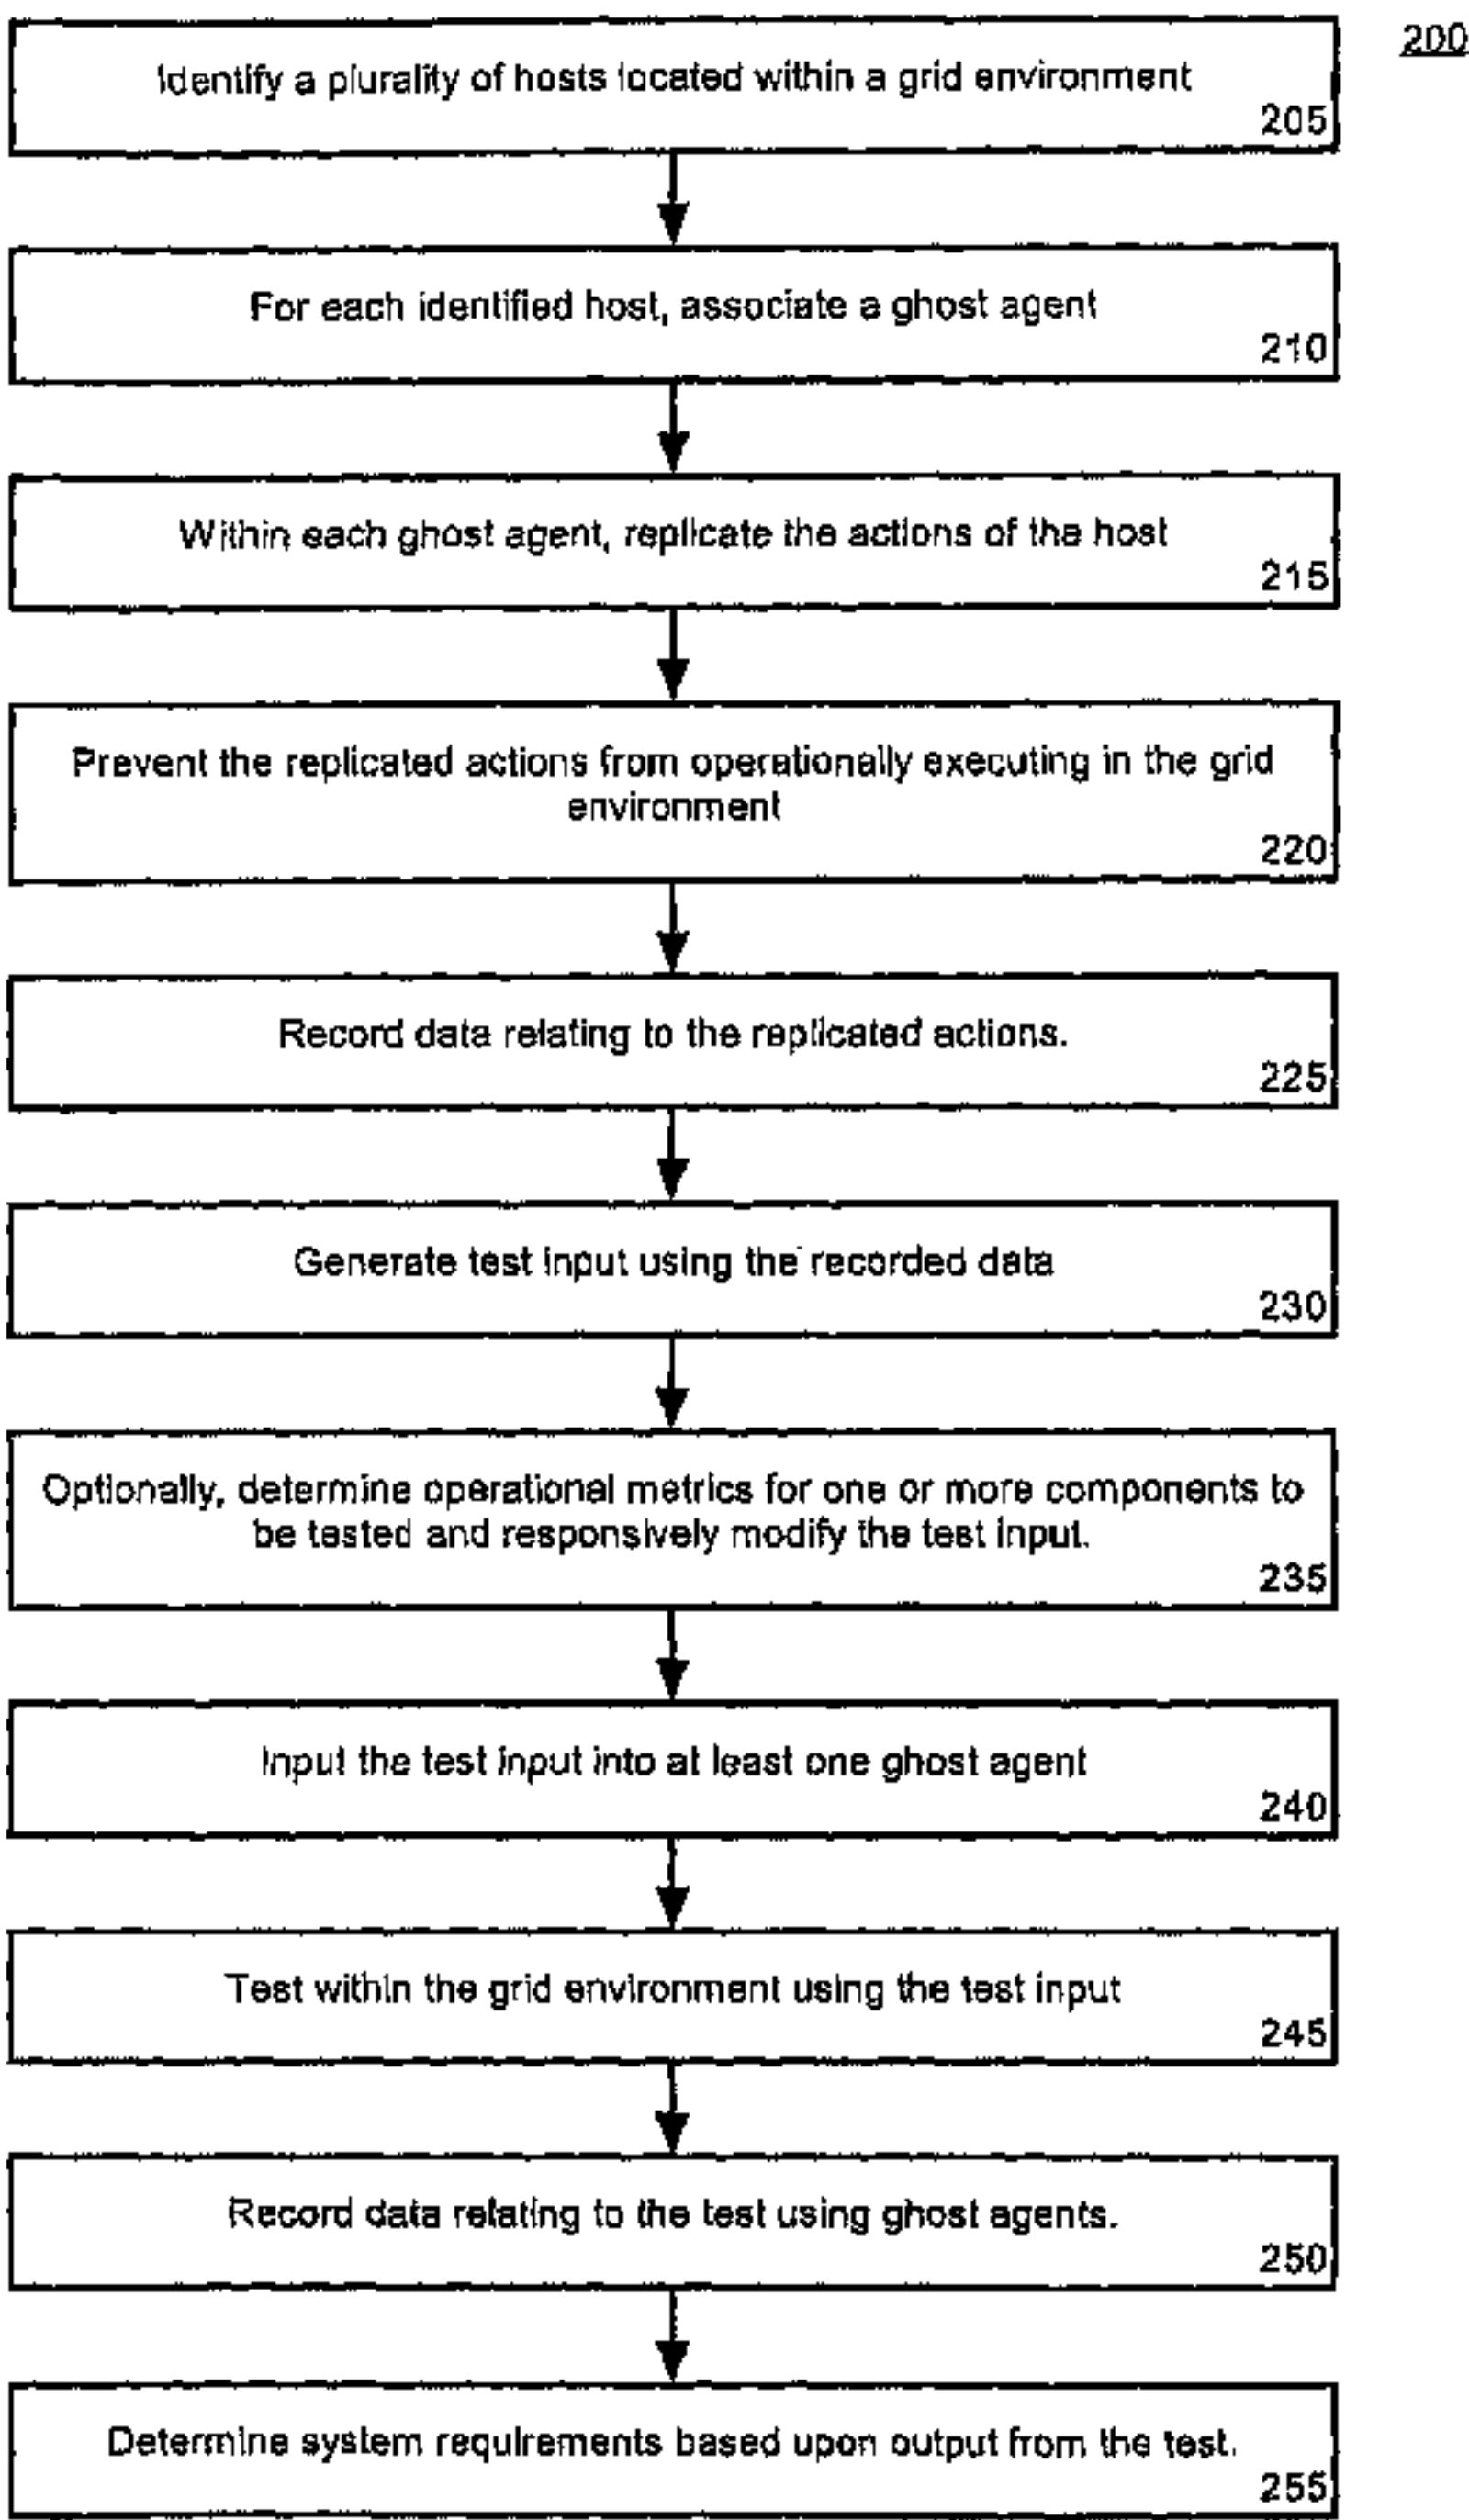 200
Identify a plurality of hosts located within a grid environment
205
For each identified host, associate a ghost agent
210
Within each ghost agent, replicate the actions of the host
215
Prevent the replicated actions from operationally executing in the grid
environment
220
Record data relating to the replicated actions.
225
Generate test input using the recorded data
230
Optionally, determine operational metrics for one or more components to
be tested and responsively modify the test input.
235
Input the test input into at least one ghost agent
240
Test within the grid environment using the test input
245
Record data relating to the test using ghost agents.
250
Determine system requirements based upon output from the test.
255